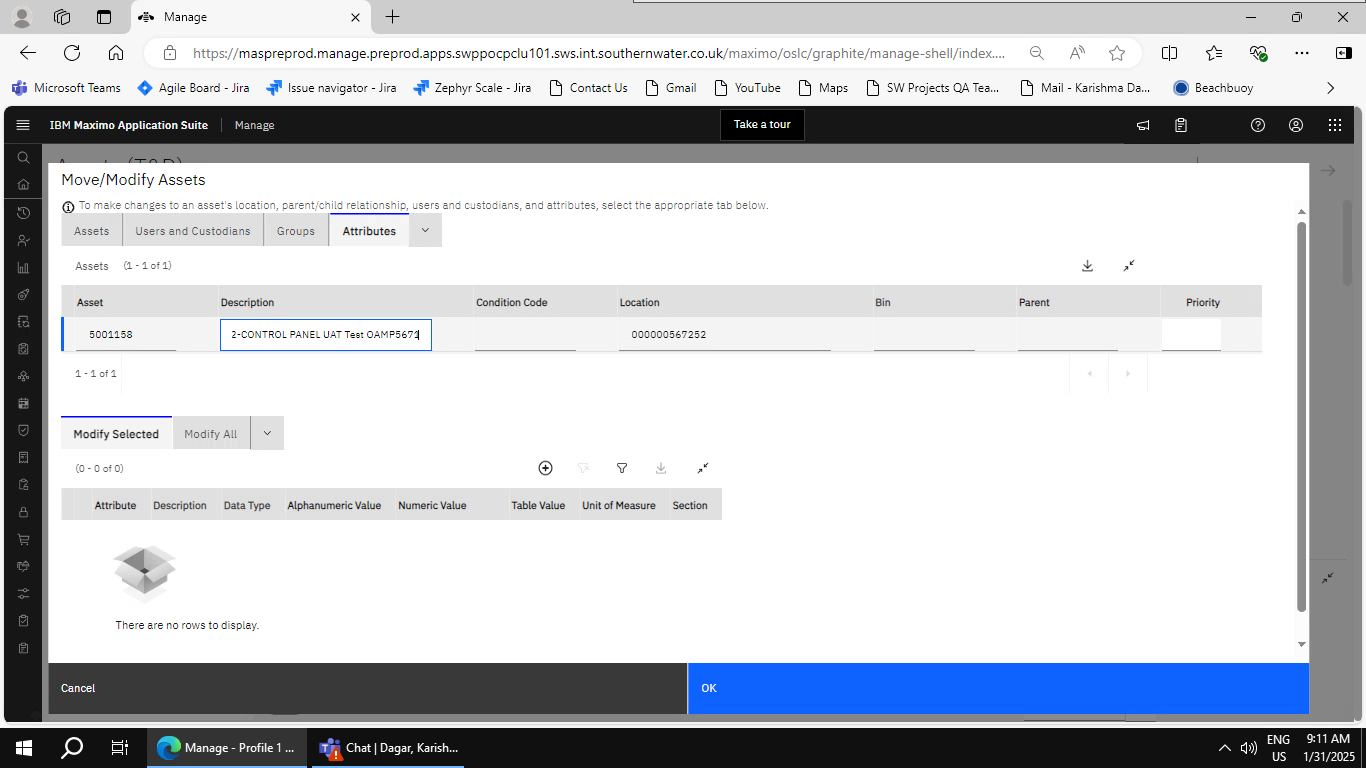 Manage
https://maspreprod.manage.preprod.apps.swppocpclu101.sws.int.southernwater.co.uk/maximo/oslc/graphite/manage-shell/index....
Microsoft Teams Agile Board - Jira Issue navigator - Jira Zephyr Scale - Jira Contact Us Gmail YouTube Maps SW Projects QA Tea... Mail - Karishma Da... Beachbuoy
IBM Maximo Application Suite Manage Take a tour
Move/Modify Assets
To make changes to an asset's location, parent/child relationship, users and custodians, and attributes, select the appropriate tab below.
Assets Users and Custodians Groups Attributes
Assets (1 - 1 of 1)
Asset Description Condition Code Location Bin Parent Priority
5001158 2-CONTROL PANEL UAT Test OAMP5671 000000567252
1 - 1 of 1
Modify Selected Modify All
(0 - 0 of 0)
Attribute Description Data Type Alphanumeric Value Numeric Value Table Value Unit of Measure Section
There are no rows to display.
Cancel OK
Manage - Profile 1 ... Chat | Dagar, Karish... ENG 9:11 AM
US 1/31/2025